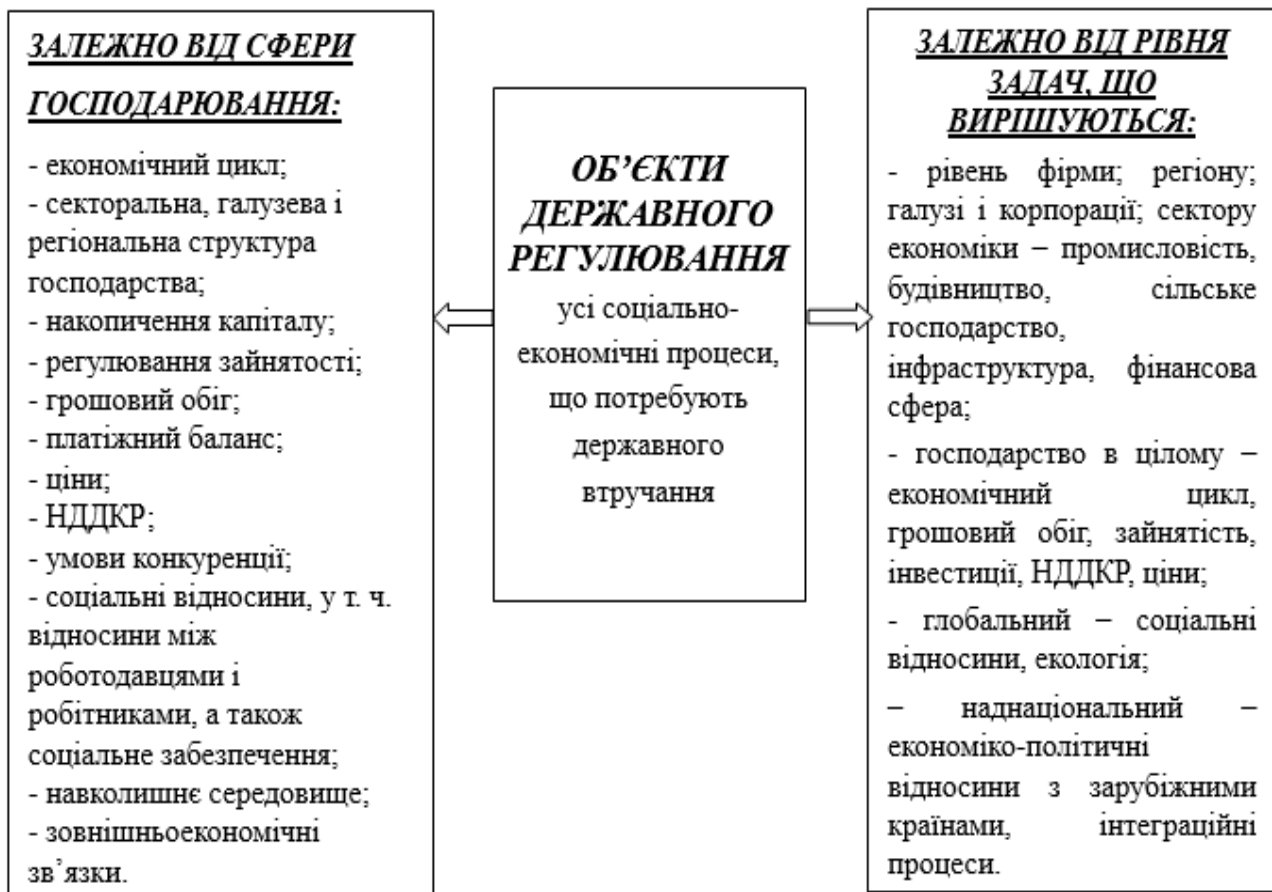 ЗАЛЕЖНО ВІД СФЕРИ
ГОСПОДАРЮВАННЯ:
- економічний цикл;
- секторальна, галузева і
регіональна структура
господарства;
- накопичення капіталу;
- регулювання зайнятості;
- грошовий обіг;
- платіжний баланс;
- ціни;
- НДДКР;
- умови конкуренції;
- соціальні відносини, у т. ч.
відносини між
роботодавцями і
робітниками, а також
соціальне забезпечення;
- навколишнє середовище;
- зовнішньоекономічні
зв’язки.
ОБ’ЄКТИ
ДЕРЖАВНОГО
РЕГУЛЮВАННЯ
усі соціально-
економічні процеси,
що потребують
державного
втручання
ЗАЛЕЖНО ВІД РІВНЯ
ЗАДАЧ, ЩО
ВИРІШУЮТЬСЯ:
- рівень фірми; регіону;
галузі і корпорації; сектору
економіки – промисловість,
будівництво, сільське
господарство,
інфраструктура, фінансова
сфера;
- господарство в цілому –
економічний цикл,
грошовий обіг, зайнятість,
інвестиції, НДДКР, ціни;
- глобальний – соціальні
відносини, екологія;
– наднаціональний –
економіко-політичні
відносини з зарубіжними
країнами, інтеграційні
процеси.